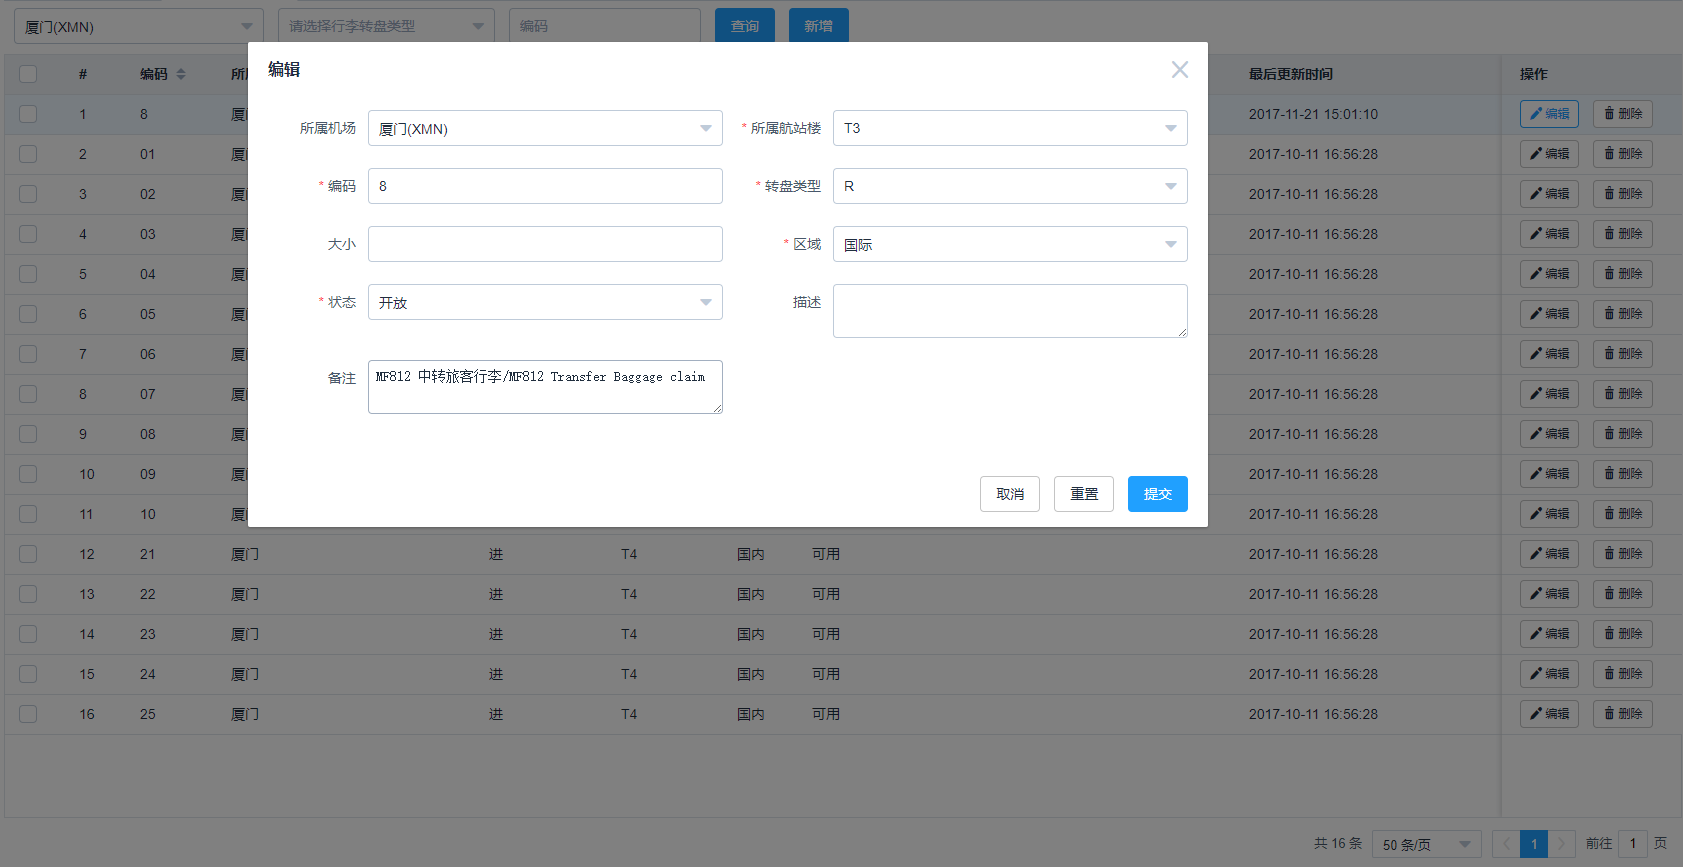 厦门(XMN) 请选择行李转盘类型 编码 查询 新增
# 编码 所 最后更新时间 操作
编辑
1 8 厦门 2017-11-21 15:01:10 编辑 删除
所属机场 厦门(XMN) * 所属航站楼 T3
2 01 厦门 2017-10-11 16:56:28 编辑 删除
* 编码 8 * 转盘类型 R
3 02 厦门 2017-10-11 16:56:28 编辑 删除
4 03 厦门 2017-10-11 16:56:28 编辑 删除
大小 * 区域 国际
5 04 厦门 2017-10-11 16:56:28 编辑 删除
* 状态 开放 描述
6 05 厦门 2017-10-11 16:56:28 编辑 删除
7 06 厦门 2017-10-11 16:56:28 编辑 删除
备注 MF812 中转旅客行李/MF812 Transfer Baggage claim
8 07 厦门 2017-10-11 16:56:28 编辑 删除
9 08 厦门 2017-10-11 16:56:28 编辑 删除
10 09 厦门 2017-10-11 16:56:28 编辑 删除
取消 重置 提交
11 10 厦门 2017-10-11 16:56:28 编辑 删除
12 21 厦门 进 T4 国内 可用 2017-10-11 16:56:28 编辑 删除
13 22 厦门 进 T4 国内 可用 2017-10-11 16:56:28 编辑 删除
14 23 厦门 进 T4 国内 可用 2017-10-11 16:56:28 编辑 删除
15 24 厦门 进 T4 国内 可用 2017-10-11 16:56:28 编辑 删除
16 25 厦门 进 T4 国内 可用 2017-10-11 16:56:28 编辑 删除
共 16 条 50 条/页 1 前往 1 页